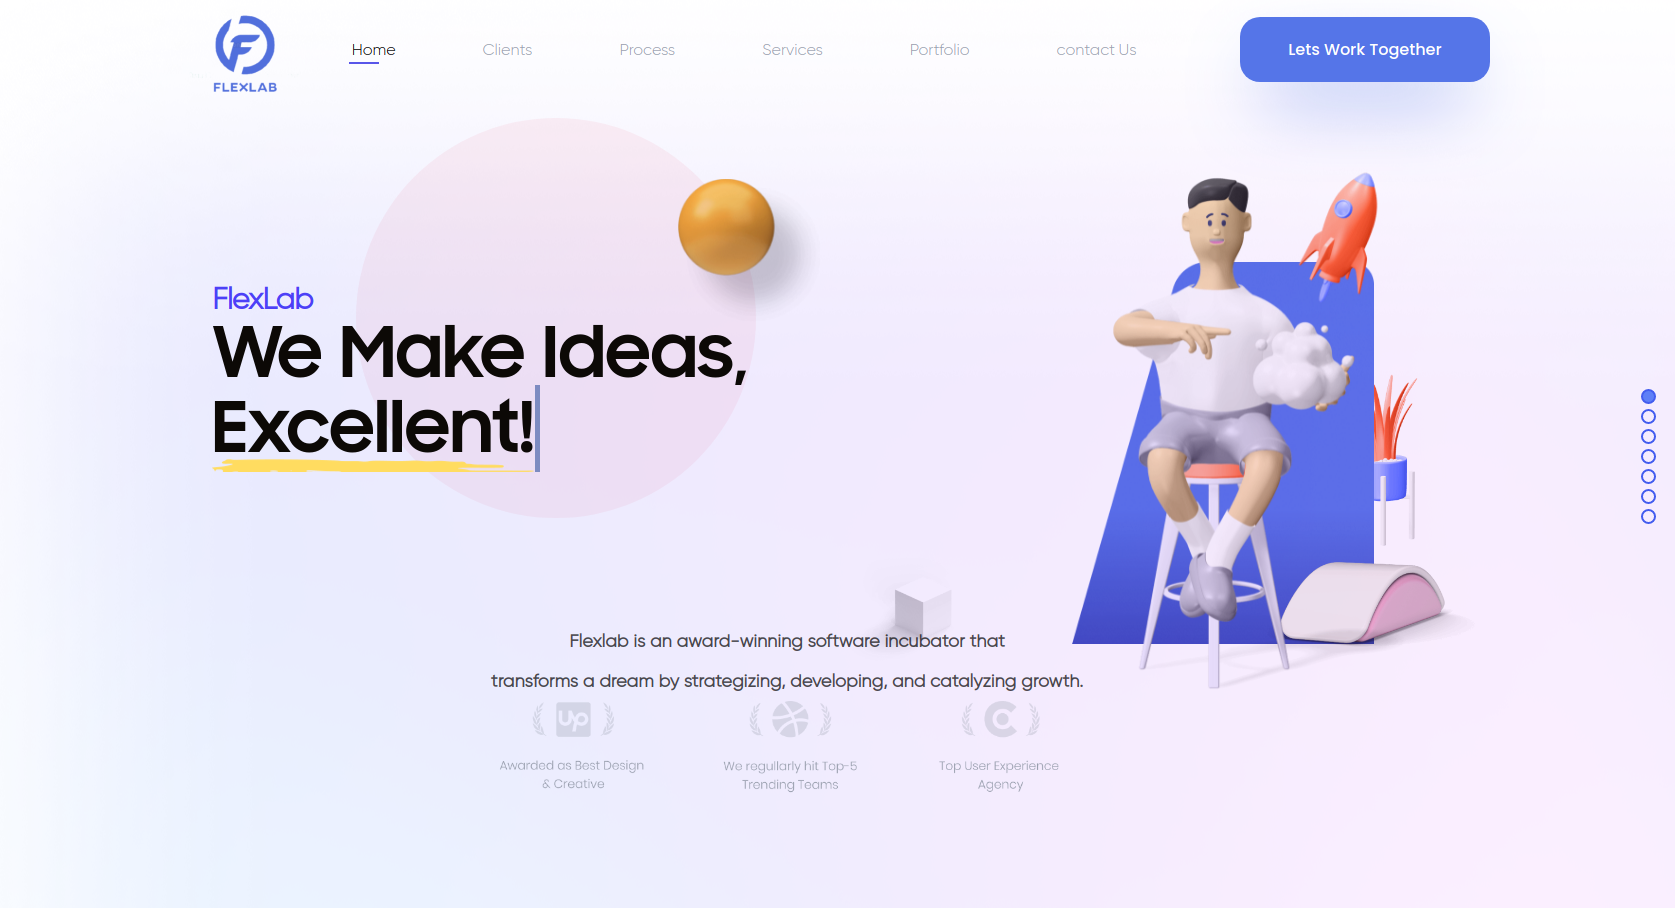 FLEXLAB
Home
Clients
Process
Services
Portfolio
contact Us
Lets Work Together
FlexLab
We Make Ideas,
Excellent!
Flexlab is an award-winning software incubator that
transforms a dream by strategizing, developing, and catalyzing growth.
Up
Awarded as Best Design
& Creative
We regullarly hit Top-5
Trending Teams
Top User Experience
Agency